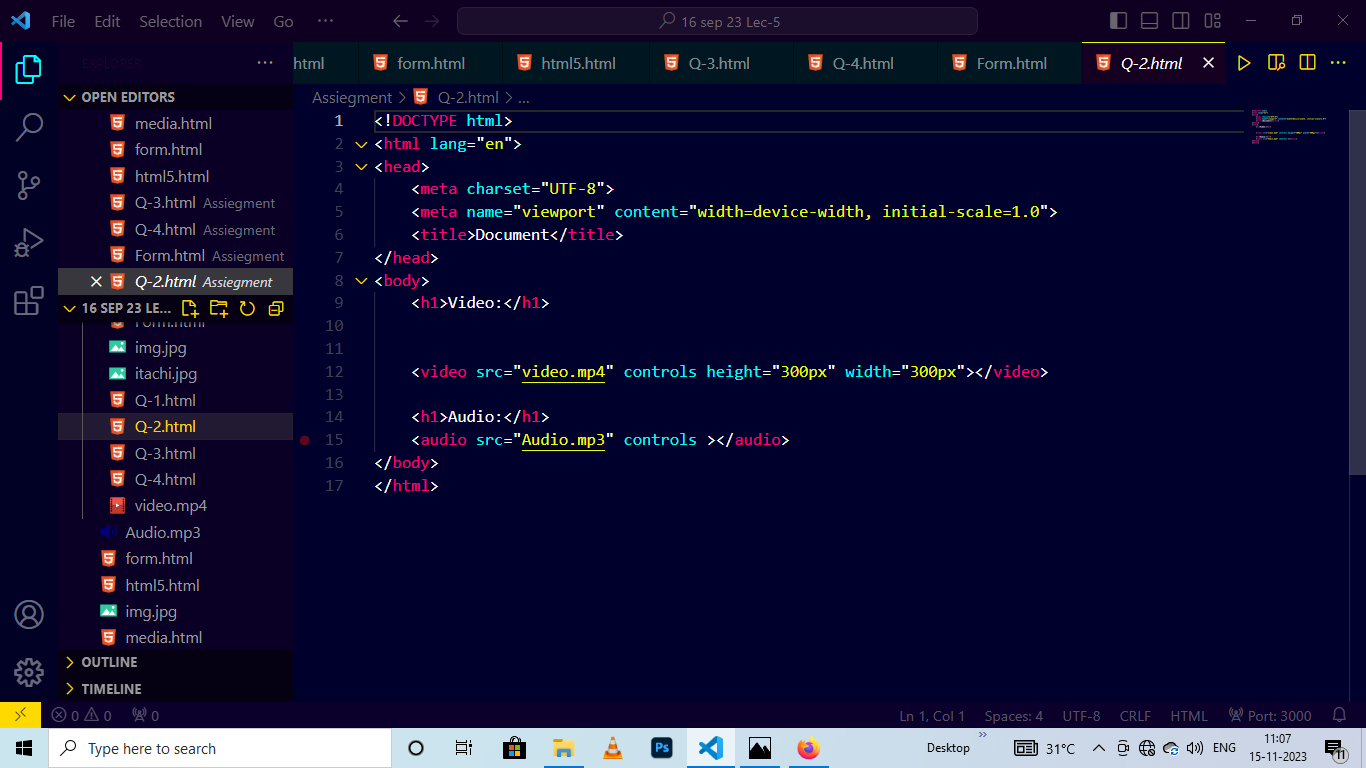 File Edit Selection View Go ··· 16 sep 23 Lec-5
EXPLORER ···
html form.html html5.html Q-3.html Q-4.html Form.html Q-2.html
OPEN EDITORS
media.html
form.html
html5.html
Q-3.html Assiegment
Q-4.html Assiegment
Form.html Assiegment
Q-2.html Assiegment
16 SEP 23 LE...
Form.html
img.jpg
itachi.jpg
Q-1.html
Q-2.html
Q-3.html
Q-4.html
video.mp4
Audio.mp3
form.html
html5.html
img.jpg
media.html
OUTLINE
TIMELINE
Assiegment > Q-2.html > ...
1 <!DOCTYPE html>
2 <html lang="en">
3 <head>
4 <meta charset="UTF-8">
5 <meta name="viewport" content="width=device-width, initial-scale=1.0">
6 <title>Document</title>
7 </head>
8 <body>
9 <h1>Video:</h1>
10
11
12 <video src="video.mp4" controls height="300px" width="300px"></video>
13
14 <h1>Audio:</h1>
15 <audio src="Audio.mp3" controls ></audio>
16 </body>
17 </html>
0 0 0 Ln 1, Col 1 Spaces: 4 UTF-8 CRLF HTML Port: 3000
Type here to search Ps Desktop » 31°C ENG 11:07
15-11-2023 11